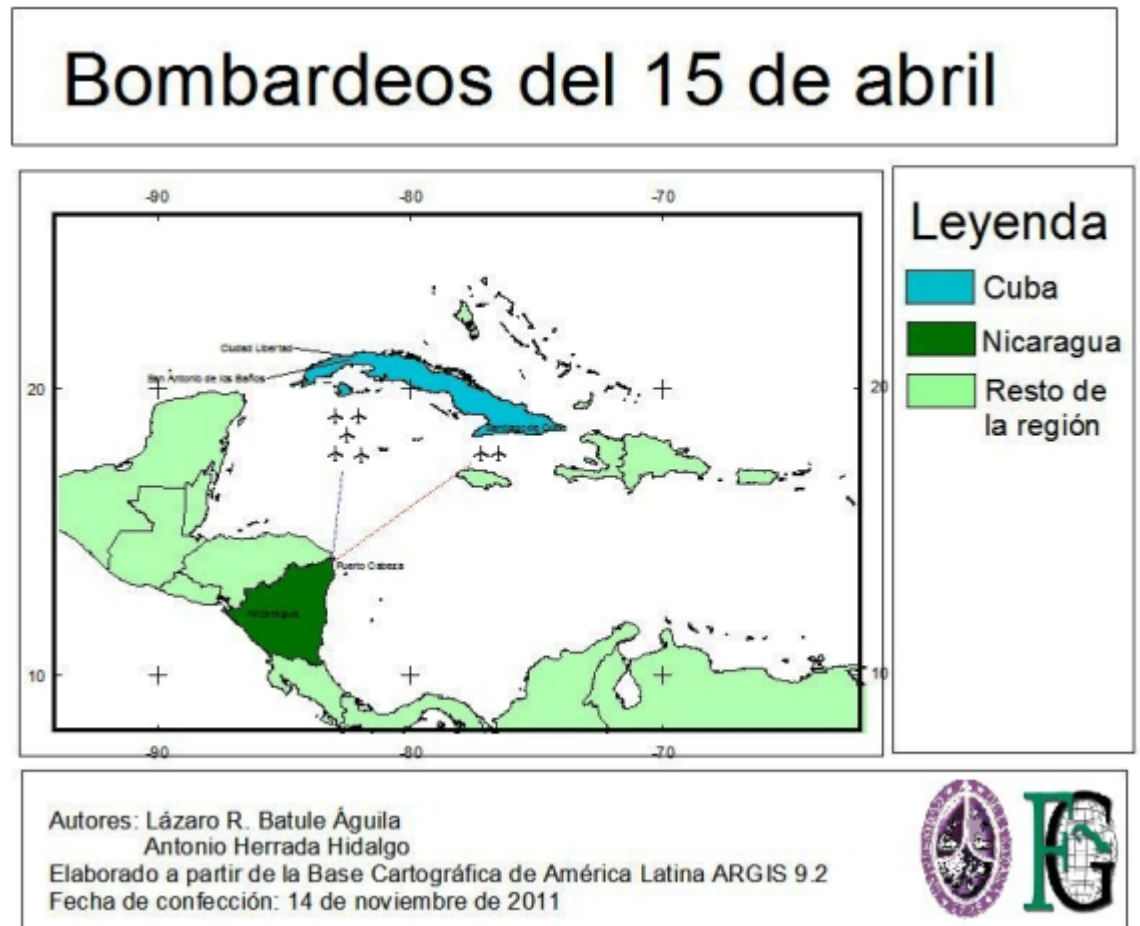 Bombardeos del 15 de abril
-90 -80 -70
Leyenda
Cuba
Nicaragua
Resto de
la región
Ciudad Libertad
San Antonio de los Baños
20 20
Santiago de
Puerto Cabeza
Nicaragua
10 10
-90 -80 -70
Autores: Lázaro R. Batule Águila
Antonio Herrada Hidalgo
Elaborado a partir de la Base Cartográfica de América Latina ARGIS 9.2
Fecha de confección: 14 de noviembre de 2011